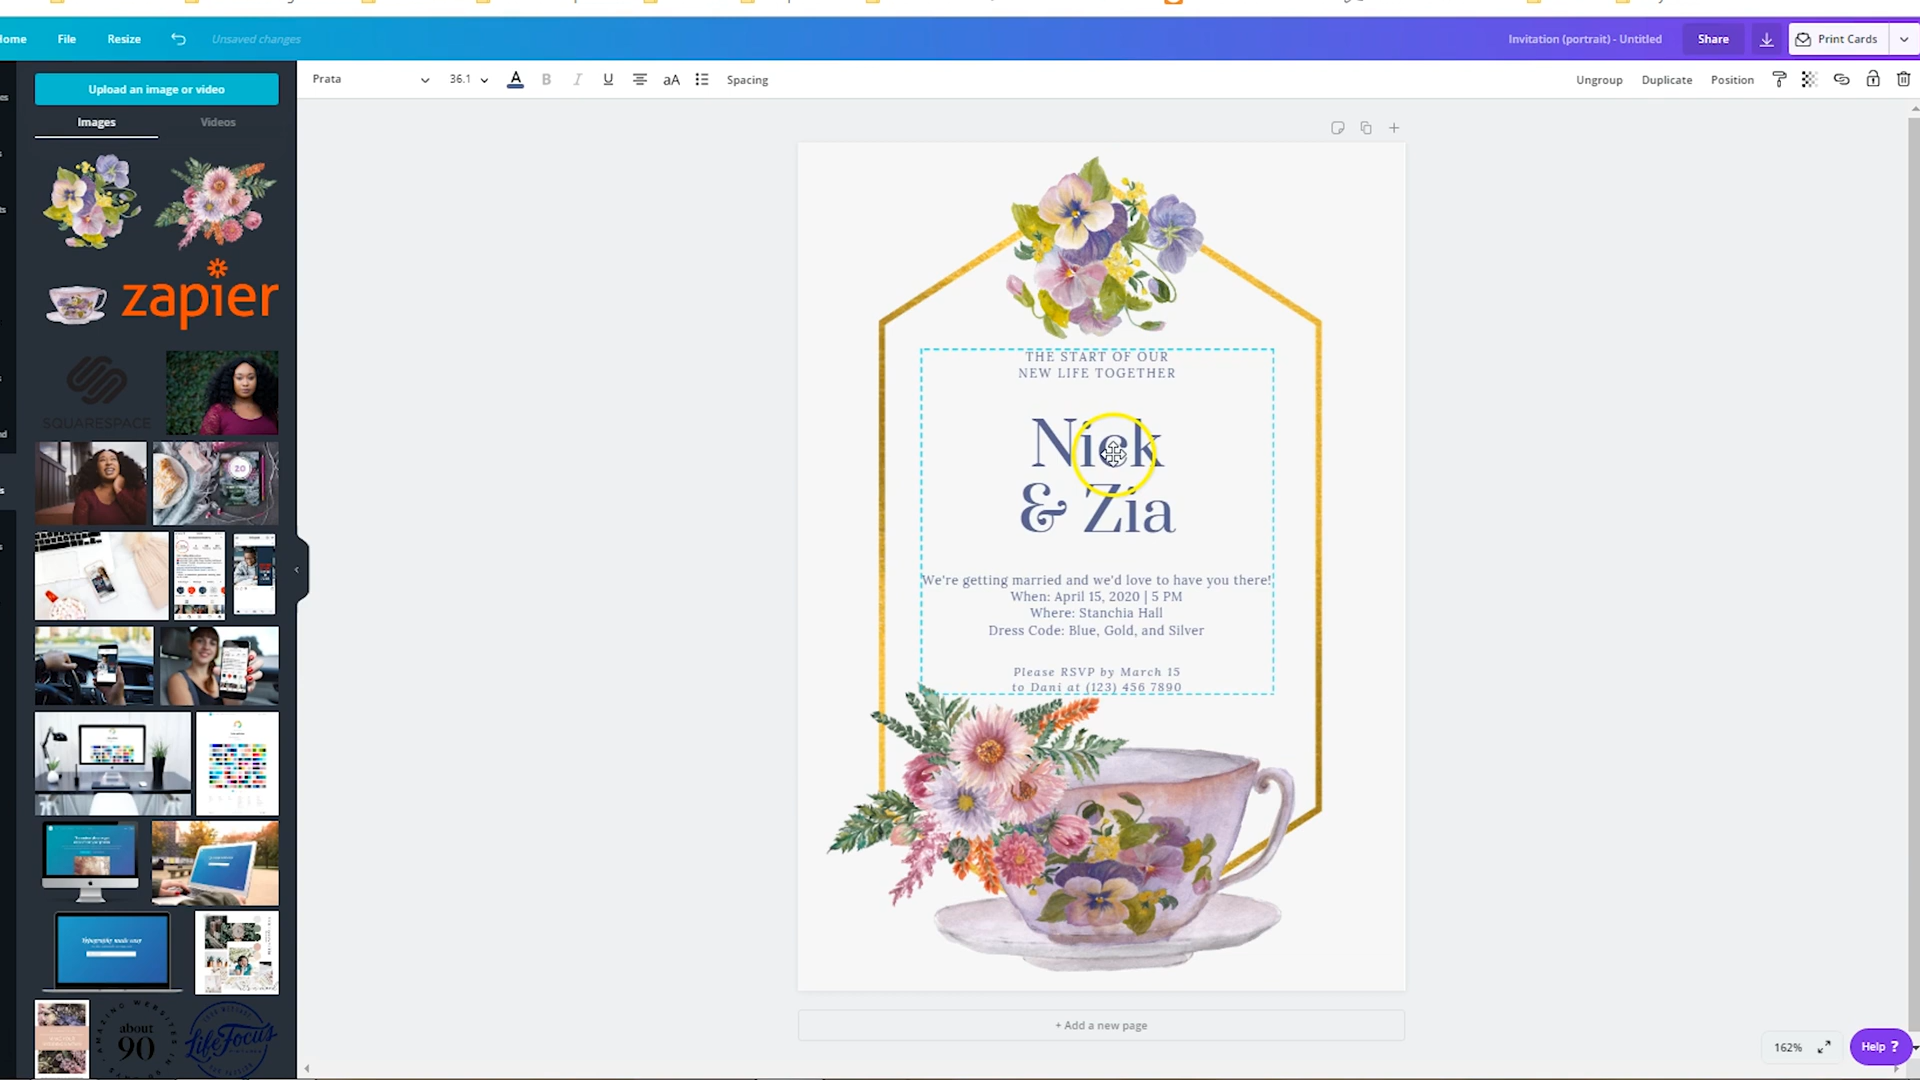 Home File Resize Unsaved changes
Invitation (portrait) - Untitled Share Print Cards
Upload an image or video
Images Videos
Prata 36.1 A B I U aA Spacing
Ungroup Duplicate Position
zapier
SQUARESPACE
20
about
90
LifeFocus
THE START OF OUR
NEW LIFE TOGETHER
Nick
& Zia
We're getting married and we'd love to have you there!
When: April 15, 2020 | 5 PM
Where: Stanchia Hall
Dress Code: Blue, Gold, and Silver
Please RSVP by March 15
to Dani at (123) 456 7890
+ Add a new page
162%
Help ?